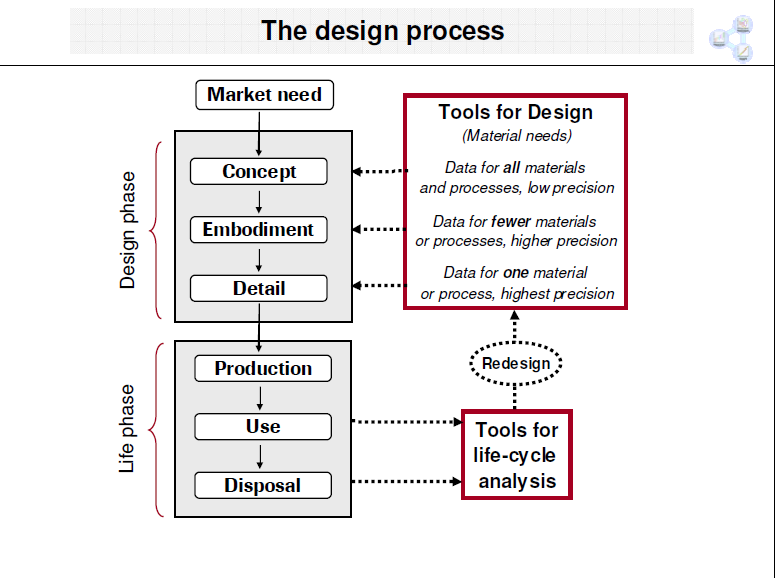 The design process
Market need
Design phase
Concept
Embodiment
Detail
Tools for Design
(Material needs)
Data for all materials
and processes, low precision
Data for fewer materials
or processes, higher precision
Data for one material
or process, highest precision
Life phase
Production
Use
Disposal
Redesign
Tools for
life-cycle
analysis